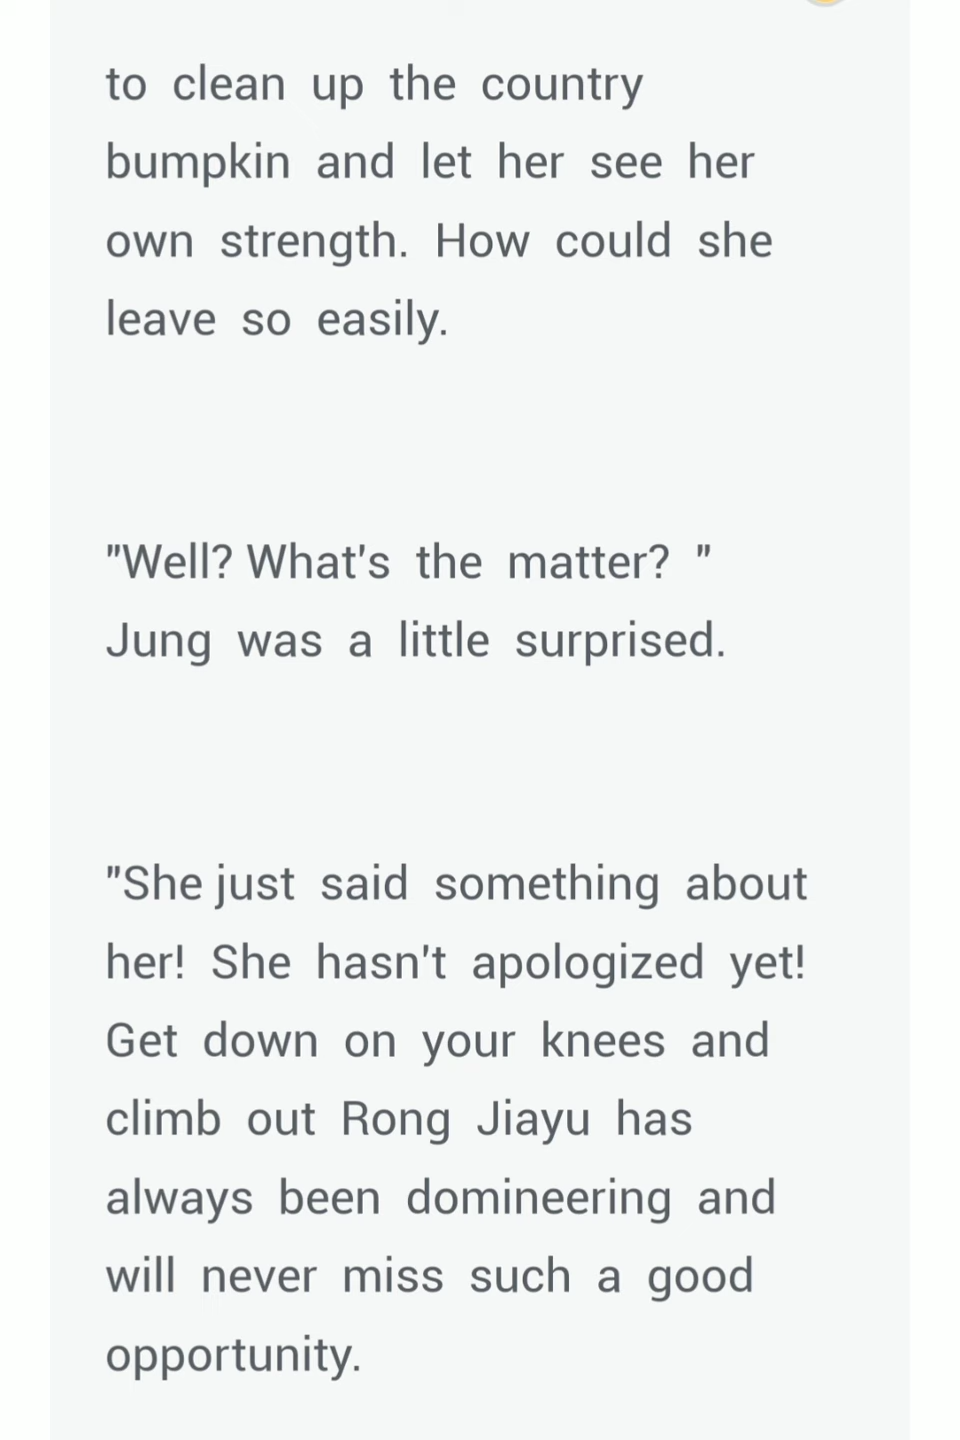 to clean up the country
bumpkin and let her see her
own strength. How could she
leave so easily.
"Well? What's the matter? "
Jung was a little surprised.
"She just said something about
her! She hasn't apologized yet!
Get down on your knees and
climb out Rong Jiayu has
always been domineering and
will never miss such a good
opportunity.